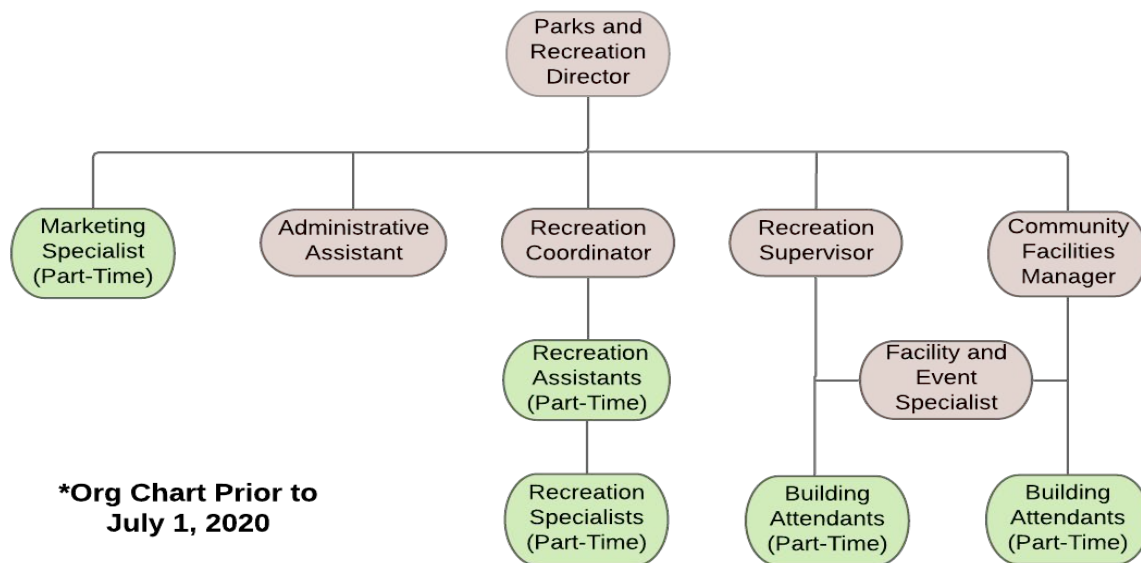 Parks and
Recreation
Director
Marketing
Specialist
(Part-Time)
Administrative
Assistant
Recreation
Coordinator
Recreation
Supervisor
Community
Facilities
Manager
Recreation
Assistants
(Part-Time)
Facility and
Event
Specialist
Recreation
Specialists
(Part-Time)
Building
Attendants
(Part-Time)
Building
Attendants
(Part-Time)
*Org Chart Prior to
July 1, 2020